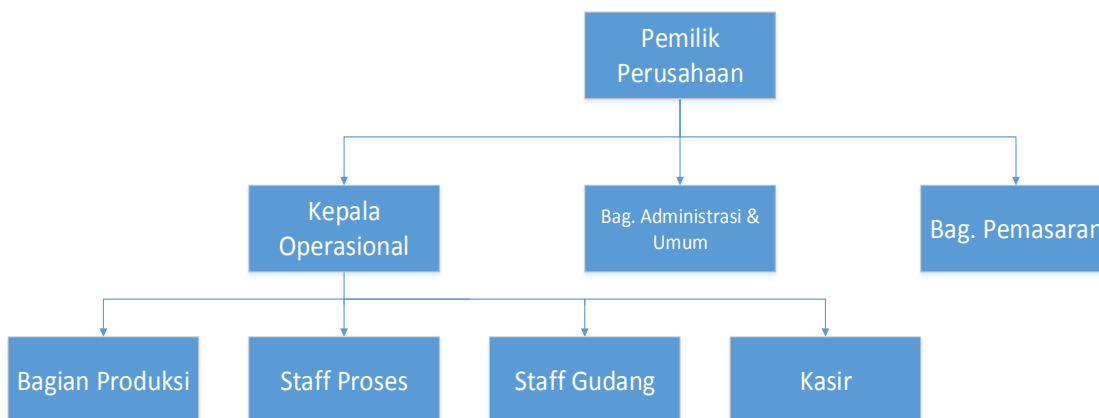 Pemilik
Perusahaan
Kepala
Operasional
Bag. Administrasi &
Umum
Bag. Pemasaran
Bagian Produksi
Staff Proses
Staff Gudang
Kasir